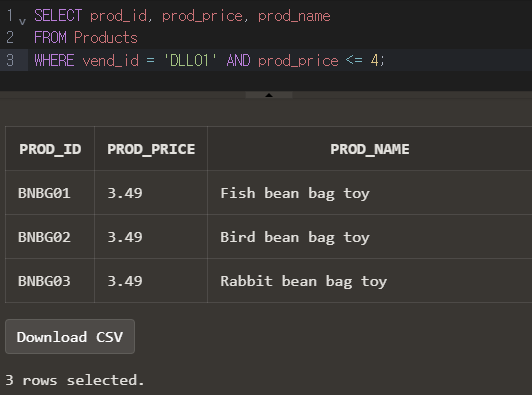 1 SELECT prod_id, prod_price, prod_name
2 FROM Products
3 WHERE vend_id = 'DLL01' AND prod_price <= 4;
PROD_ID PROD_PRICE PROD_NAME
BNBG01 3.49 Fish bean bag toy
BNBG02 3.49 Bird bean bag toy
BNBG03 3.49 Rabbit bean bag toy
Download CSV
3 rows selected.